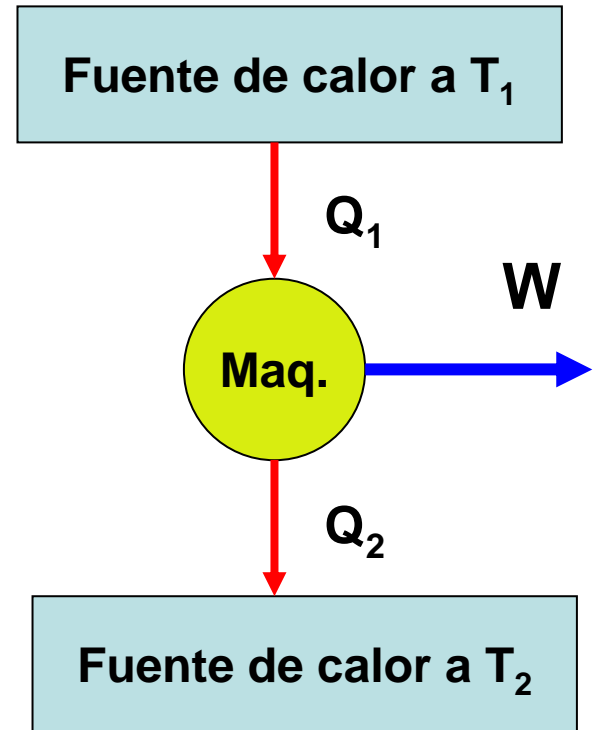 Fuente de calor a T₁
Q₁
W
Maq.
Q₂
Fuente de calor a T₂